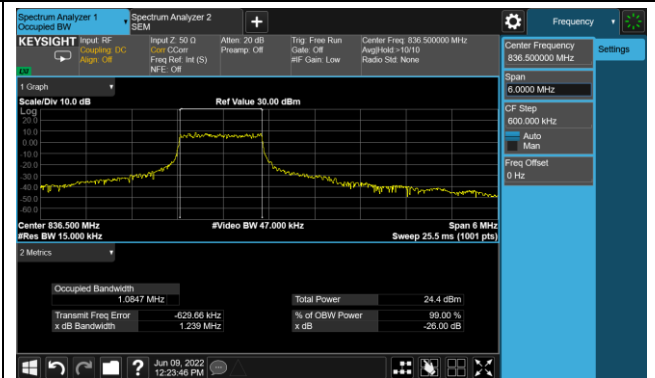 Spectrum Analyzer 1
Occupied BW
Spectrum Analyzer 2
SEM
Frequency
KEYSIGHT
Input: RF
Coupling: DC
Align: Off
Input Z: 50 Ω
Corr CCorr
Freq Ref: Int (S)
NFE: Off
Atten: 20 dB
Preamp: Off
Trig: Free Run
Gate: Off
#IF Gain: Low
Center Freq: 836.500000 MHz
Avg|Hold:>10/10
Radio Std: None
Center Frequency
836.500000 MHz
Settings
Span
6.0000 MHz
CF Step
600.000 kHz
Auto
Man
Freq Offset
0 Hz
1 Graph
Scale/Div 10.0 dB
Ref Value 30.00 dBm
Log
20.0
10.0
0.00
-10.0
-20.0
-30.0
-40.0
-50.0
-60.0
Center 836.500 MHz
#Video BW 47.000 kHz
Span 6 MHz
#Res BW 15.000 kHz
Sweep 25.5 ms (1001 pts)
2 Metrics
Occupied Bandwidth
1.0847 MHz
Total Power
24.4 dBm
Transmit Freq Error
-629.66 kHz
% of OBW Power
99.00 %
x dB Bandwidth
1.239 MHz
x dB
-26.00 dB
Jun 09, 2022
12:23:46 PM